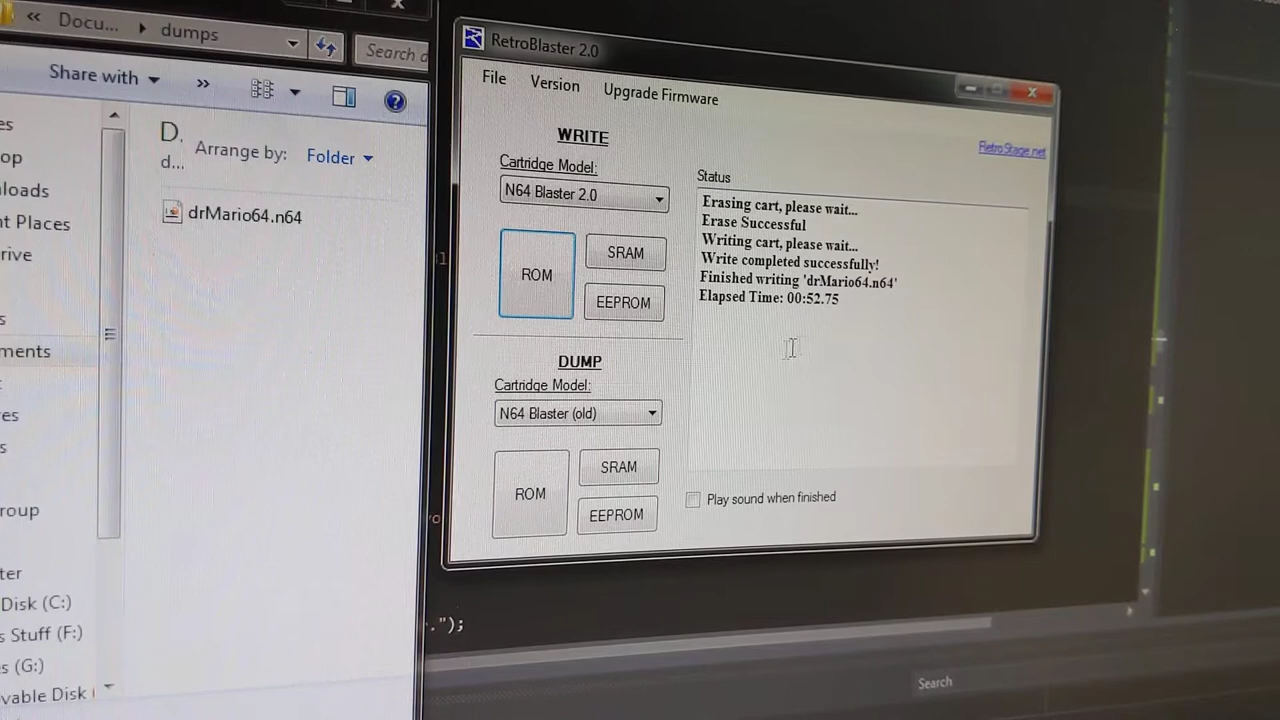 « Docu... dumps
Search
Share with »
es
op
nloads
nt Places
rive
s
ments
res
s
roup
ter
Disk (C:)
s Stuff (F:)
s (G:)
vable Disk
D.
d...
Arrange by: Folder
drMario64.n64
RetroBlaster 2.0
File Version Upgrade Firmware
RetroStage.net
WRITE
Cartridge Model:
N64 Blaster 2.0
ROM
SRAM
EEPROM
DUMP
Cartridge Model:
N64 Blaster (old)
ROM
SRAM
EEPROM
Status
Erasing cart, please wait...
Erase Successful
Writing cart, please wait...
Write completed successfully!
Finished writing 'drMario64.n64'
Elapsed Time: 00:52.75
Play sound when finished
.");
Search